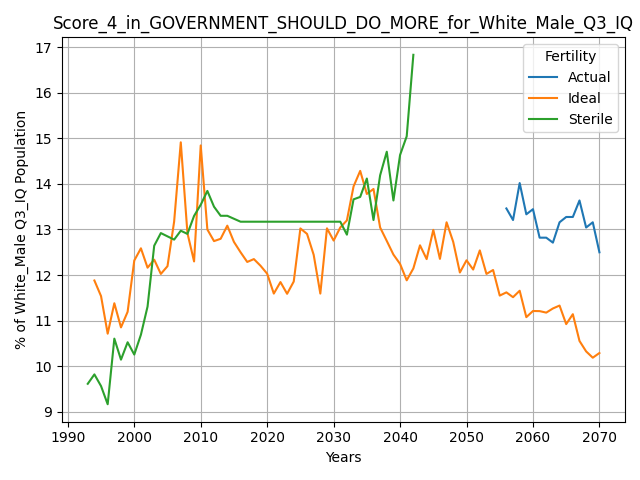 Score_4_in_GOVERNMENT_SHOULD_DO_MORE_for_White_Male_Q3_IQ
% of White_Male Q3_IQ Population
17
16
15
14
13
12
11
10
9
Fertility
Actual
Ideal
Sterile
1990 2000 2010 2020 2030 2040 2050 2060 2070
Years